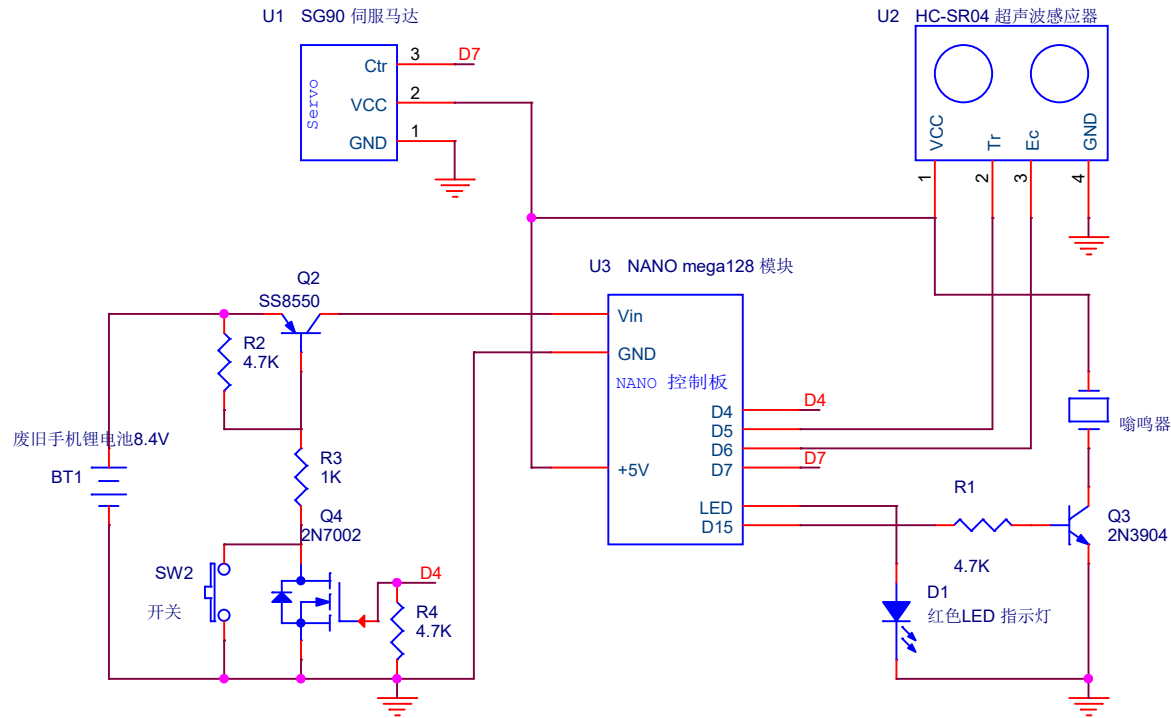 U1 SG90 伺服马达
U2 HC-SR04 超声波感应器
Servo
Ctr
VCC
GND
3
2
1
D7
VCC
Tr
Ec
GND
1
2
3
4
U3 NANO mega128 模块
Vin
GND
NANO 控制板
D4
D5
D6
D7
+5V
LED
D15
D4
D7
Q2
SS8550
R2
4.7K
废旧手机锂电池8.4V
BT1
R3
1K
Q4
2N7002
SW2
开关
D4
R4
4.7K
R1
4.7K
嗡鸣器
Q3
2N3904
D1
红色LED 指示灯